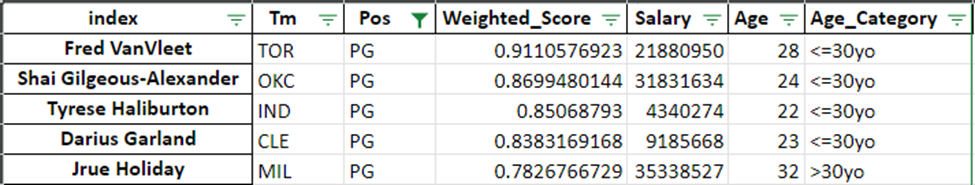 index Tm Pos Weighted_Score Salary Age Age_Category
Fred VanVleet TOR PG 0.9110576923 21880950 28 <=30yo
Shai Gilgeous-Alexander OKC PG 0.8699480144 31831634 24 <=30yo
Tyrese Haliburton IND PG 0.85068793 4340274 22 <=30yo
Darius Garland CLE PG 0.8383169168 9185668 23 <=30yo
Jrue Holiday MIL PG 0.7826766729 35338527 32 >30yo